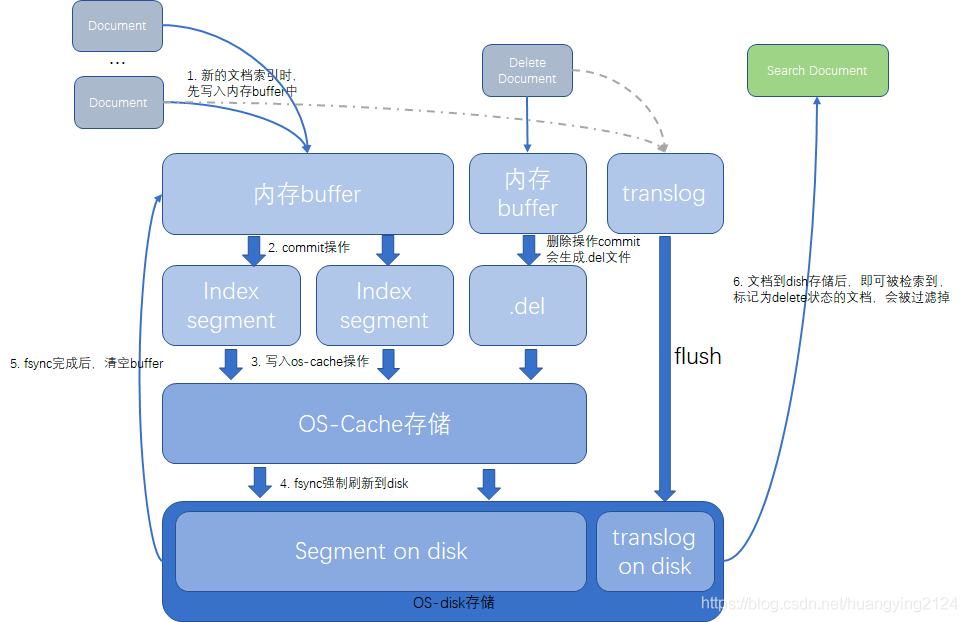 Document
...
Document
1. 新的文档索引时，
先写入内存buffer中
Delete
Document
Search Document
内存buffer
内存
buffer
translog
2. commit操作
删除操作commit
会生成.del文件
Index
segment
Index
segment
.del
6. 文档到dish存储后，即可被检索到，
标记为delete状态的文档，会被过滤掉
5. fsync完成后，清空buffer
3. 写入os-cache操作
flush
OS-Cache存储
4. fsync强制刷新到disk
Segment on disk
translog
on disk
OS-disk存储
https://blog.csdn.net/huangying2124